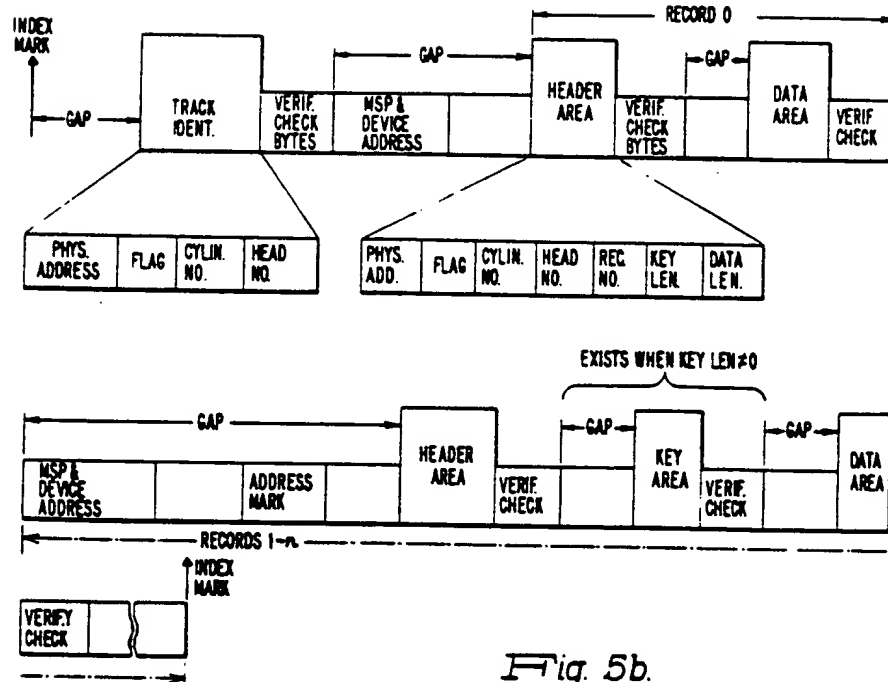 INDEX
MARK
RECORD 0
GAP
GAP
GAP
TRACK
IDENT.
VERIF.
CHECK
BYTES
MSP &
DEVICE
ADDRESS
HEADER
AREA
VERIF.
CHECK
BYTES
DATA
AREA
VERIF
CHECK
PHYS.
ADDRESS
FLAG
CYLIN.
NO.
HEAD
NO.
PHYS.
ADD.
FLAG
CYLIN.
NO.
HEAD
NO.
REC.
NO.
KEY
LEN.
DATA
LEN.
EXISTS WHEN KEY LEN≠0
GAP
GAP
GAP
MSP &
DEVICE
ADDRESS
ADDRESS
MARK
HEADER
AREA
VERIF.
CHECK
KEY
AREA
VERIF.
CHECK
DATA
AREA
RECORDS 1-n
INDEX
MARK
VERIFY
CHECK
Fig. 5b.